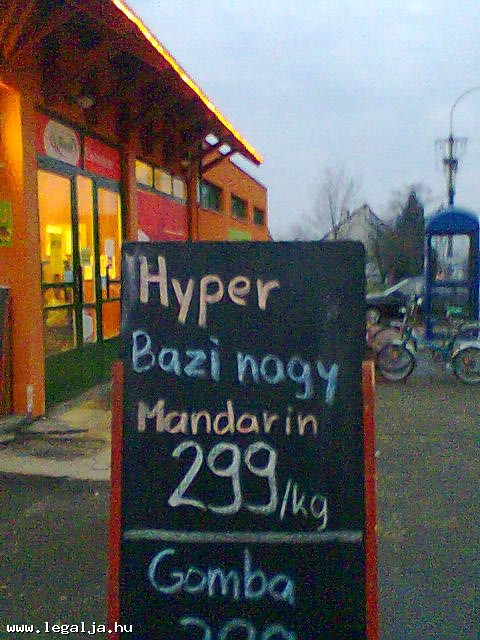 Hyper
Bazi nagy
Mandarin
299/kg
Gomba
www.legalja.hu